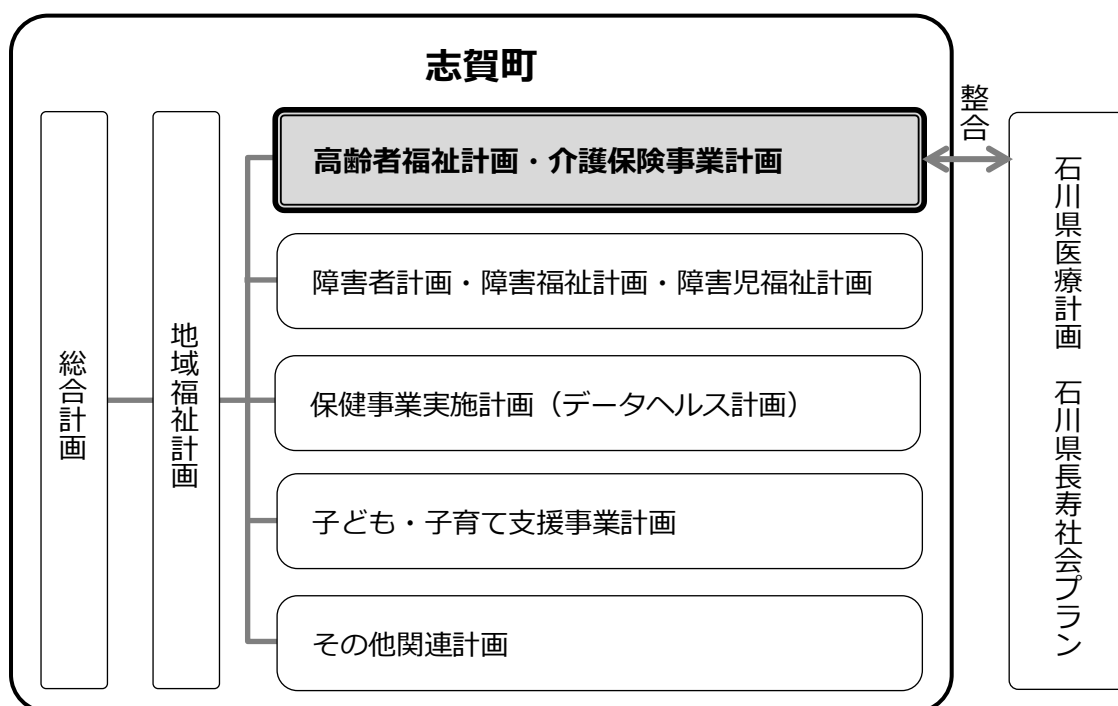 志賀町
総合計画
地域福祉計画
高齢者福祉計画・介護保険事業計画
障害者計画・障害福祉計画・障害児福祉計画
保健事業実施計画（データヘルス計画）
子ども・子育て支援事業計画
その他関連計画
整合
石川県医療計画　石川県長寿社会プラン